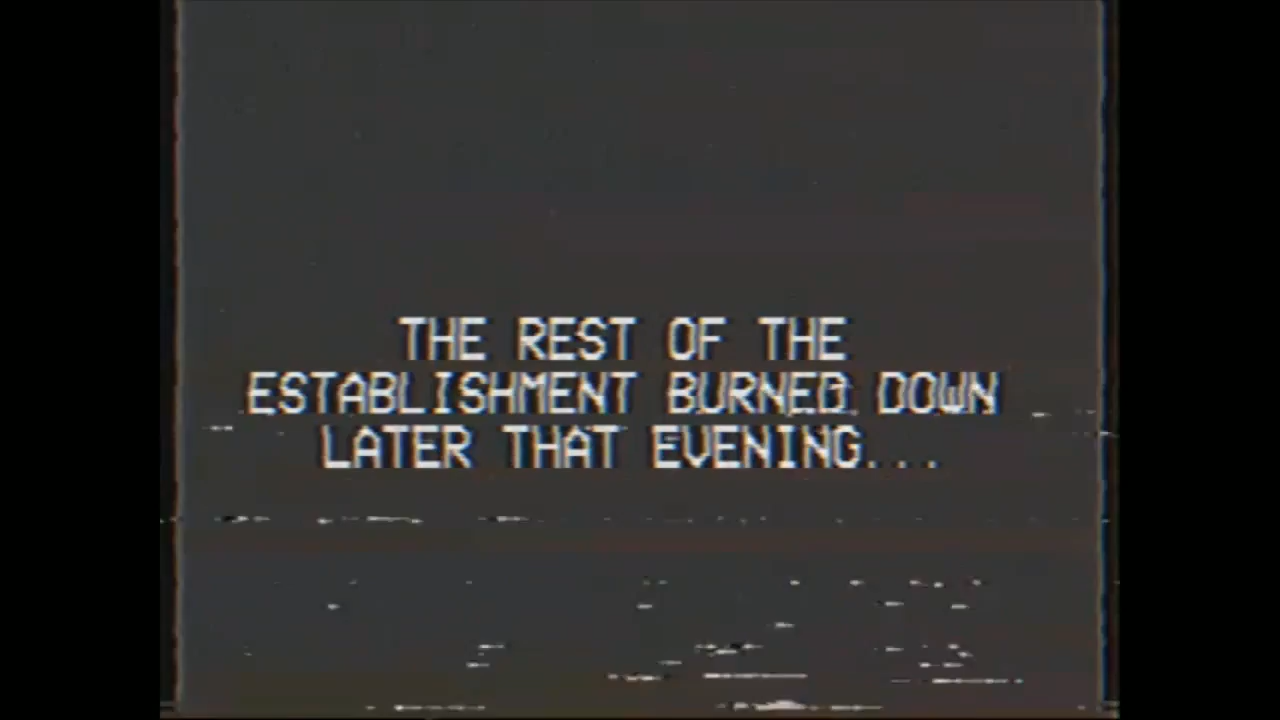 THE REST OF THE
ESTABLISHMENT BURNED DOWN
LATER THAT EVENING...